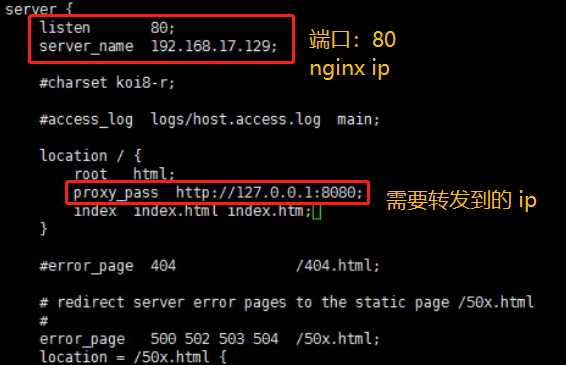 server {
listen 80;
server_name 192.168.17.129;
端口：80
nginx ip
#charset koi8-r;
#access_log logs/host.access.log main;
location / {
root html;
proxy_pass http://127.0.0.1:8080;
需要转发到的 ip
index index.html index.htm;
}
#error_page 404 /404.html;
# redirect server error pages to the static page /50x.html
#
error_page 500 502 503 504 /50x.html;
location = /50x.html {